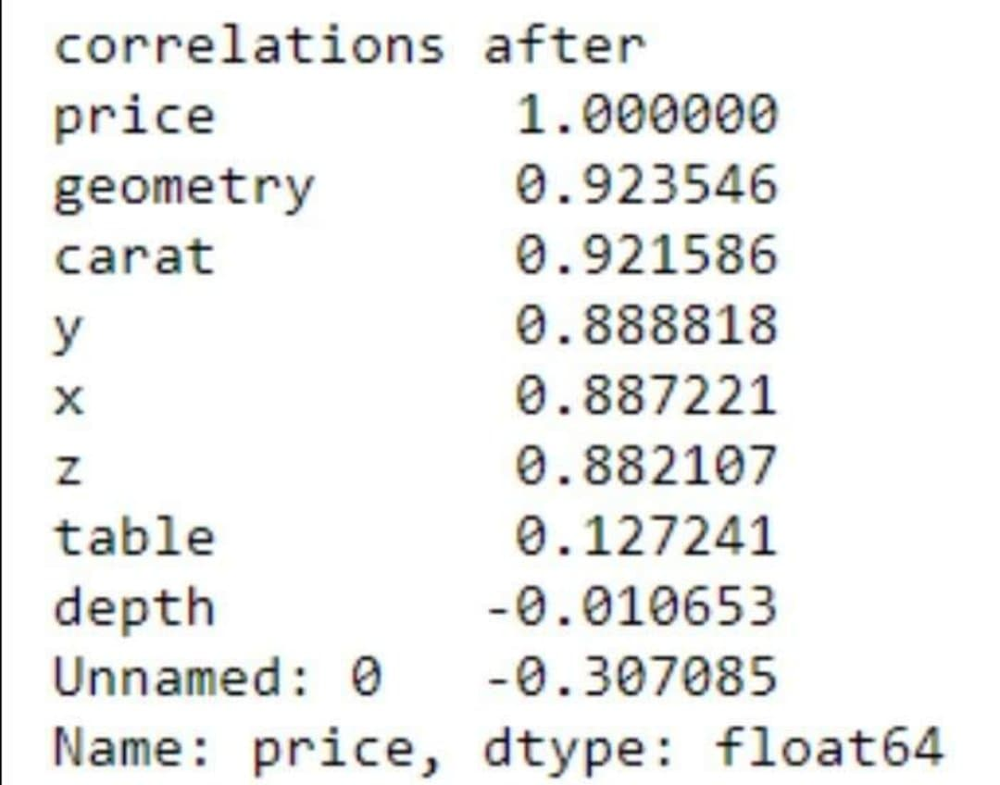 correlations after
price 1.000000
geometry 0.923546
carat 0.921586
y 0.888818
x 0.887221
z 0.882107
table 0.127241
depth -0.010653
Unnamed: 0 -0.307085
Name: price, dtype: float64